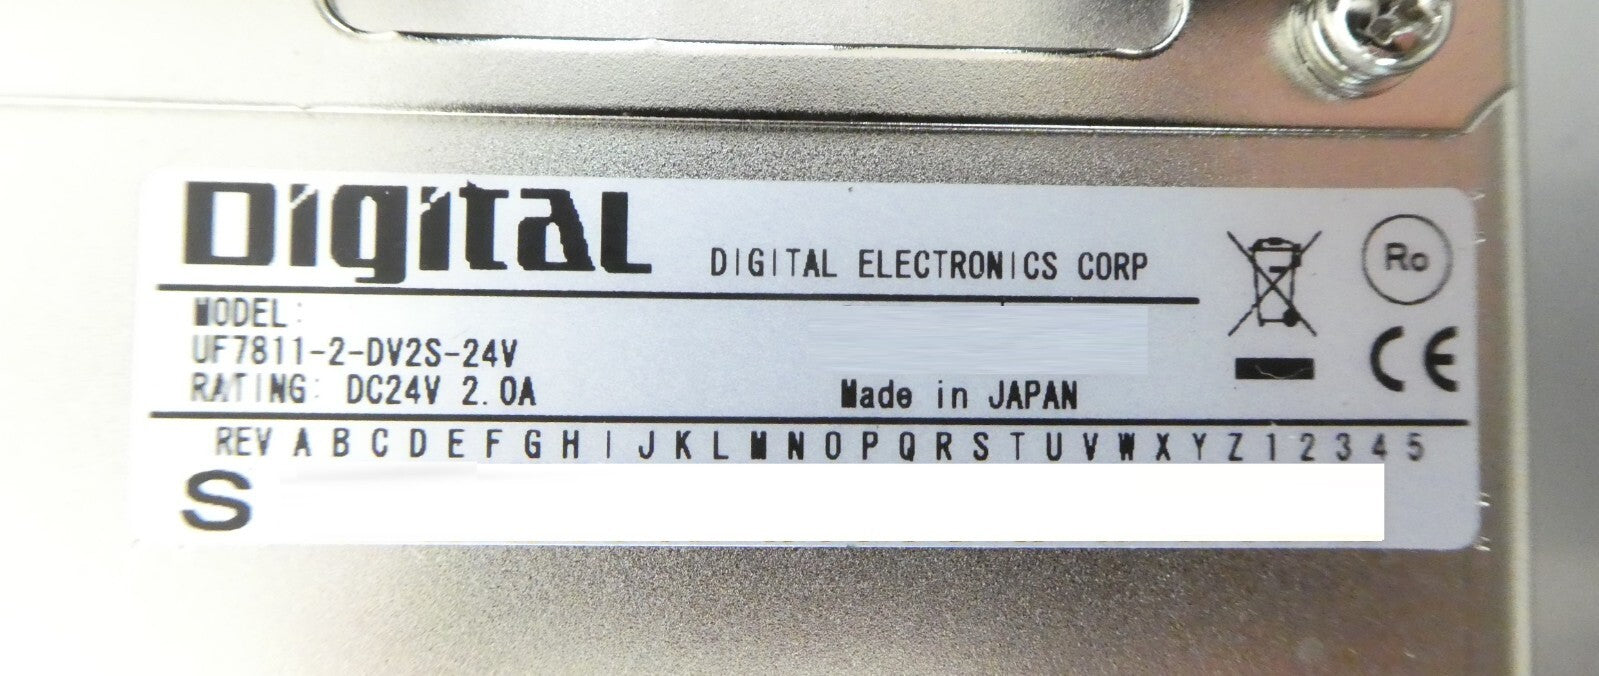 DigitaL
DIGITAL ELECTRONICS CORP
Ro
MODEL:
UF7811-2-DV2S-24V
RATING: DC24V 2.0A
Made in JAPAN
CE
REV A B C D E F G H I J K L M N O P Q R S T U V W X Y Z 1 2 3 4 5
S